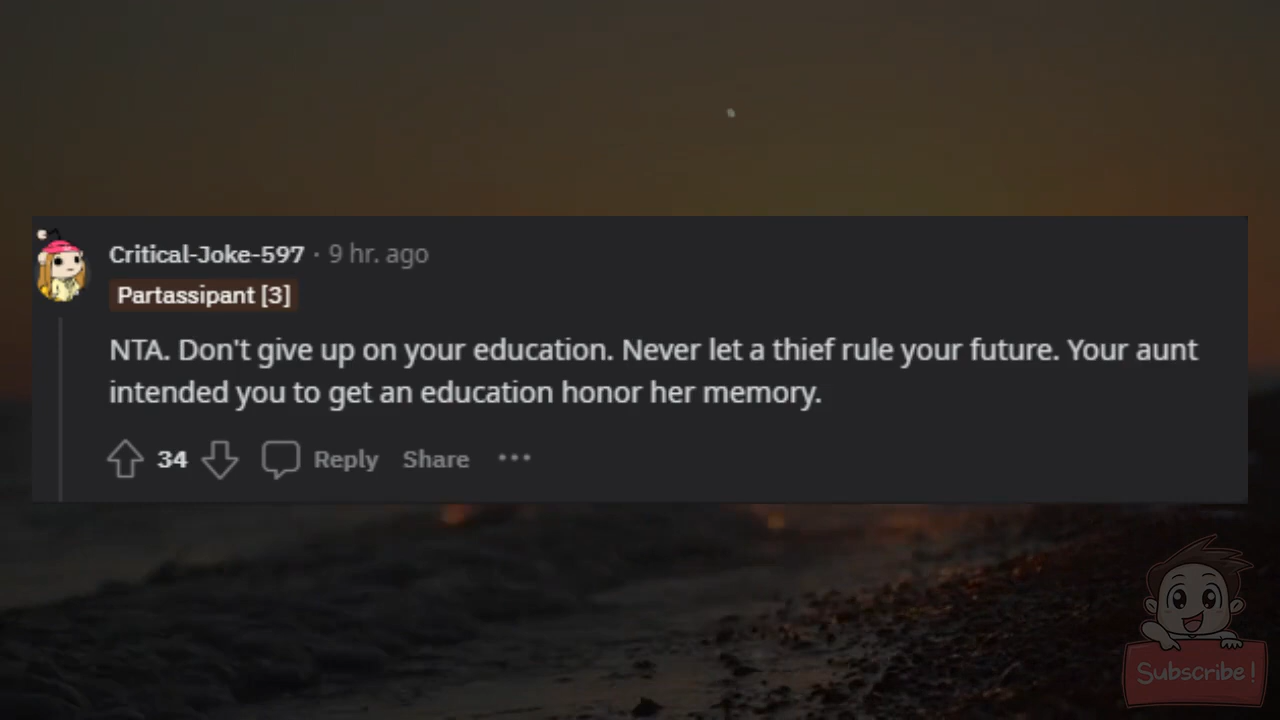 Critical-Joke-597 · 9 hr. ago
Partassipant [3]
NTA. Don't give up on your education. Never let a thief rule your future. Your aunt
intended you to get an education honor her memory.
34 Reply Share ···
Subscribe!